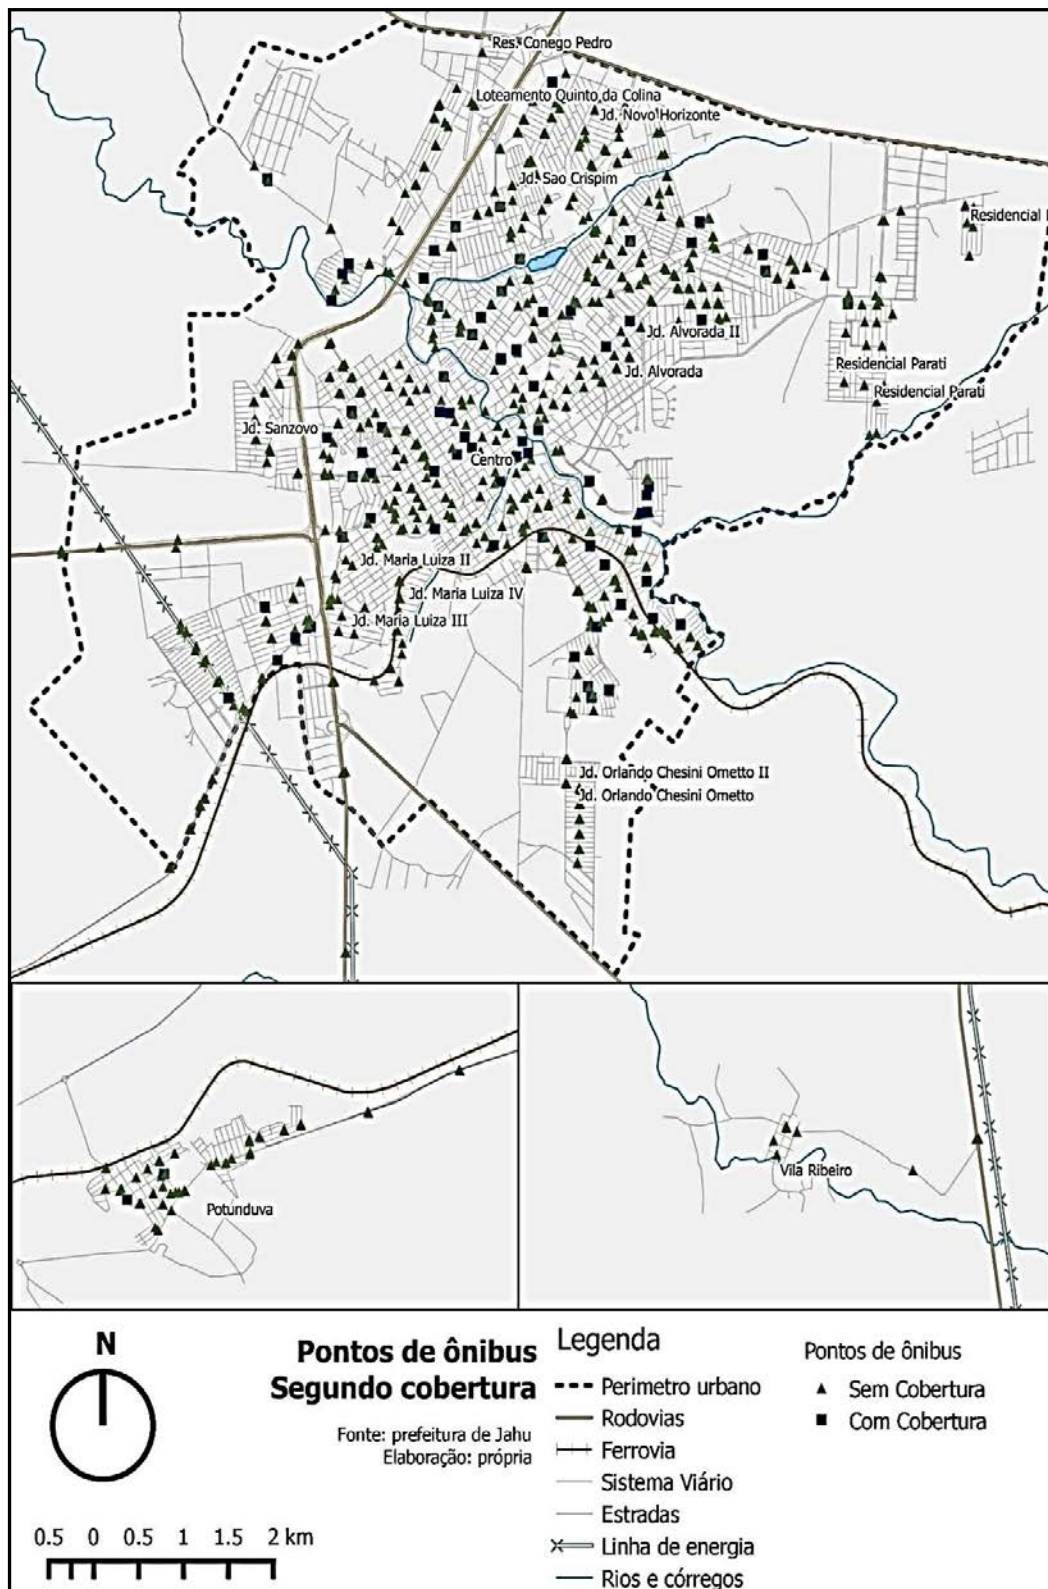 Res. Conego Pedro
Loteamento Quinto da Colina
Jd. Novo Horizonte
Jd. Sao Crispim
Residencial
Jd. Alvorada II
Jd. Alvorada
Residencial Parati
Residencial Parati
Jd. Sanzovo
Centro
Jd. Maria Luiza II
Jd. Maria Luiza IV
Jd. Maria Luiza III
Jd. Orlando Chesini Ometto II
Jd. Orlando Chesini Ometto
Potunduva
Vila Ribeiro
N
Pontos de ônibus
Segundo cobertura
Fonte: prefeitura de Jahu
Elaboração: própria
0.5 0 0.5 1 1.5 2 km
Legenda
Perimetro urbano
Rodovias
Ferrovia
Sistema Viário
Estradas
Linha de energia
Rios e córregos
Pontos de ônibus
Sem Cobertura
Com Cobertura